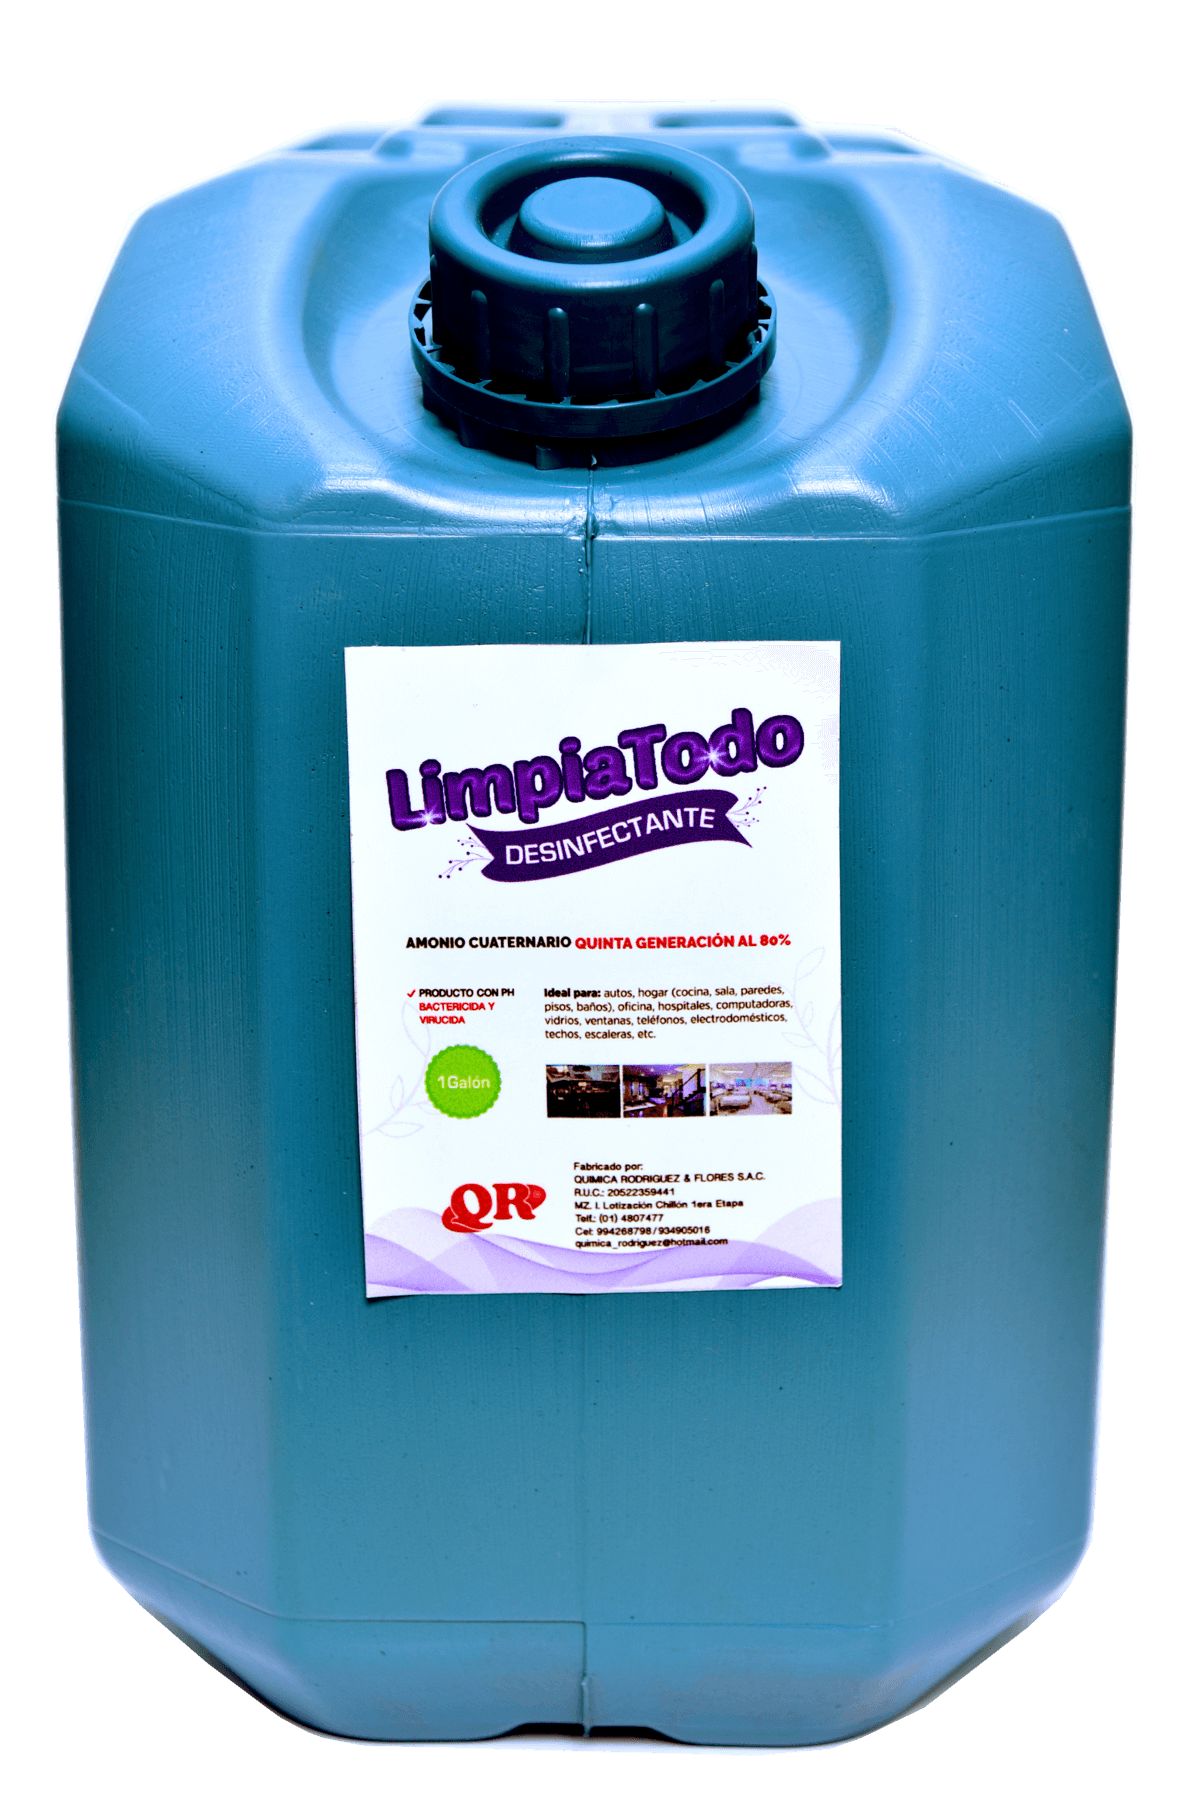 LimpiaTodo
DESINFECTANTE
AMONIO CUATERNARIO QUINTA GENERACIÓN AL 80%
PRODUCTO CON PH
BACTERICIDA Y
VIRUCIDA
1Galón
Ideal para: autos, hogar (cocina, sala, paredes,
pisos, baños), oficina, hospitales, computadoras,
vidrios, ventanas, teléfonos, electrodomésticos,
techos, escaleras, etc.
QR
Fabricado por:
QUIMICA RODRIGUEZ & FLORES S.A.C.
R.U.C.: 20522359441
MZ. I. Lotización Chillón 1era Etapa
Telf.: (01) 4807477
Cel: 994268798/934905016
quimica_rodriguez@hotmail.com